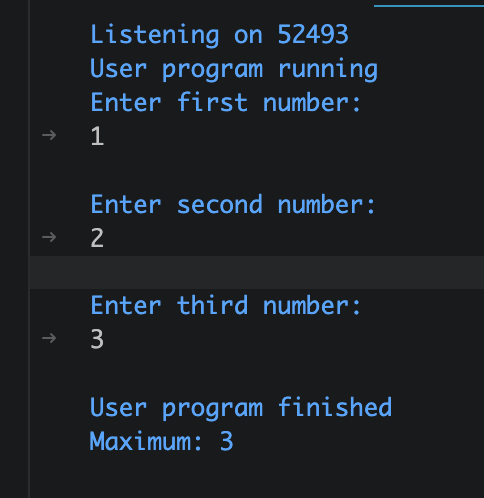 Listening on 52493
User program running
Enter first number:
→ 1
Enter second number:
→ 2
Enter third number:
→ 3
User program finished
Maximum: 3